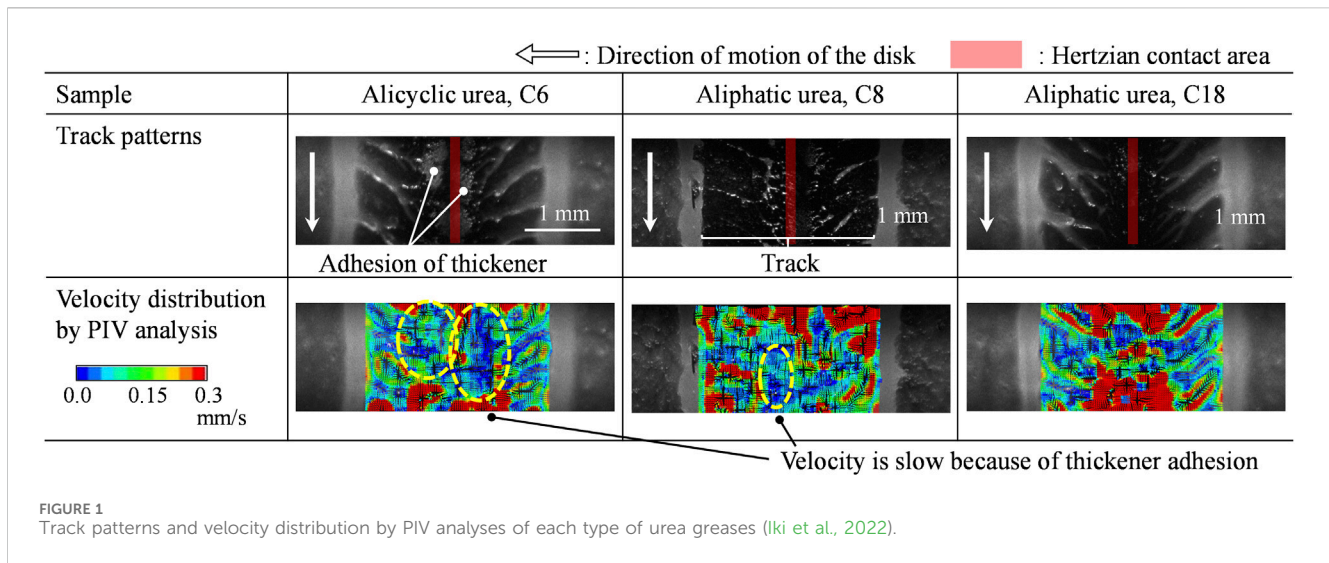 : Direction of motion of the disk : Hertzian contact area
Sample Alicyclic urea, C6 Aliphatic urea, C8 Aliphatic urea, C18
Track patterns
1 mm 1 mm 1 mm
Adhesion of thickener Track
Velocity distribution
by PIV analysis
0.0 0.15 0.3
mm/s
Velocity is slow because of thickener adhesion
FIGURE 1
Track patterns and velocity distribution by PIV analyses of each type of urea greases (Iki et al., 2022).